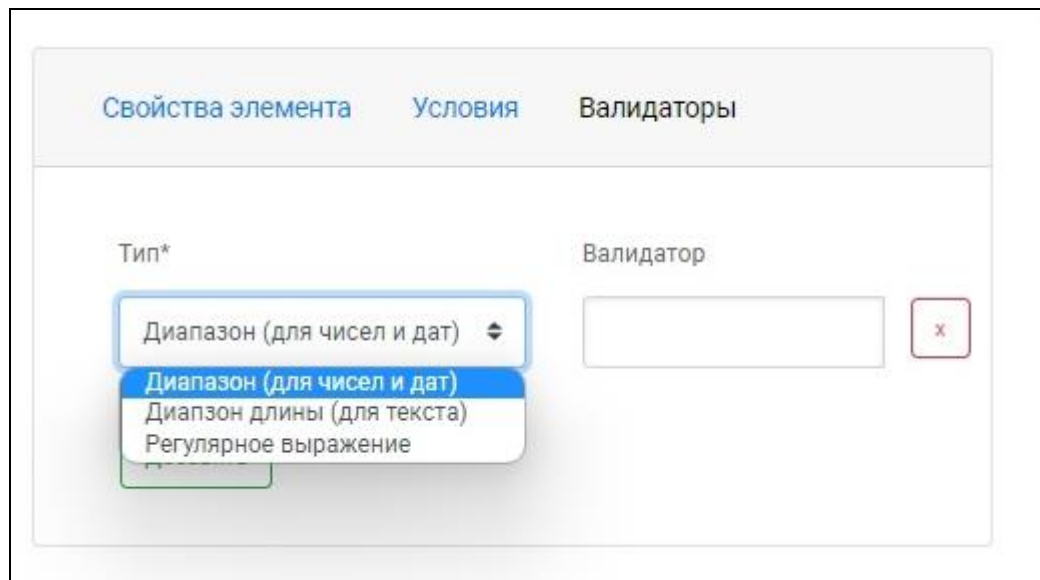 Свойства элемента Условия Валидаторы
Тип* Валидатор
Диапазон (для чисел и дат) x
Диапазон (для чисел и дат)
Диапзон длины (для текста)
Регулярное выражение